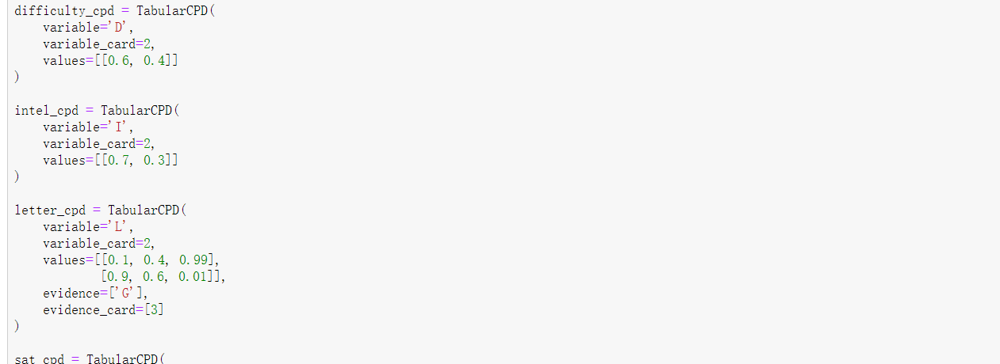 difficulty_cpd = TabularCPD(
    variable='D',
    variable_card=2,
    values=[[0.6, 0.4]]
)
intel_cpd = TabularCPD(
    variable='I',
    variable_card=2,
    values=[[0.7, 0.3]]
)
letter_cpd = TabularCPD(
    variable='L',
    variable_card=2,
    values=[[0.1, 0.4, 0.99],
            [0.9, 0.6, 0.01]],
    evidence=['G'],
    evidence_card=[3]
)
sat_cpd = TabularCPD(